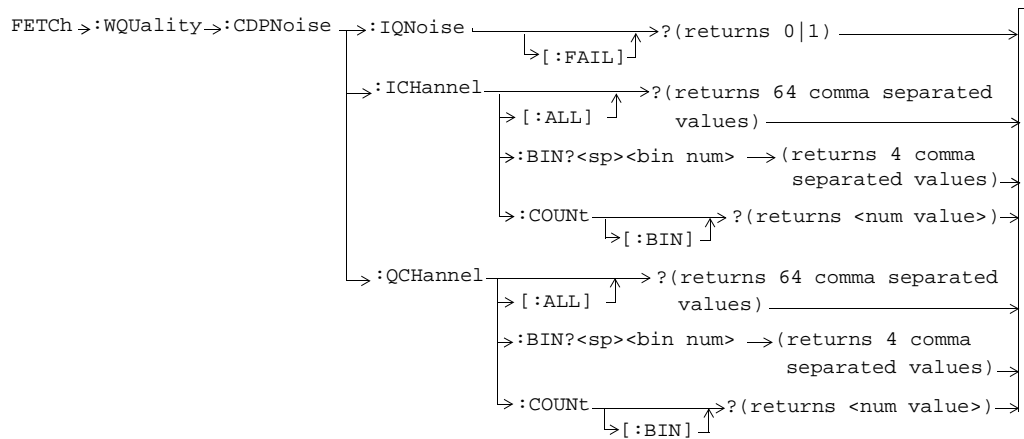 FETCh :WQUality :CDPNoise :IQNoise ?(returns 0|1)
[:FAIL]
:ICHannel ?(returns 64 comma separated
[:ALL] values)
:BIN?<sp><bin num> (returns 4 comma
separated values)
:COUNt ?(returns <num value>)
[:BIN]
:QCHannel ?(returns 64 comma separated
[:ALL] values)
:BIN?<sp><bin num> (returns 4 comma
separated values)
:COUNt ?(returns <num value>)
[:BIN]